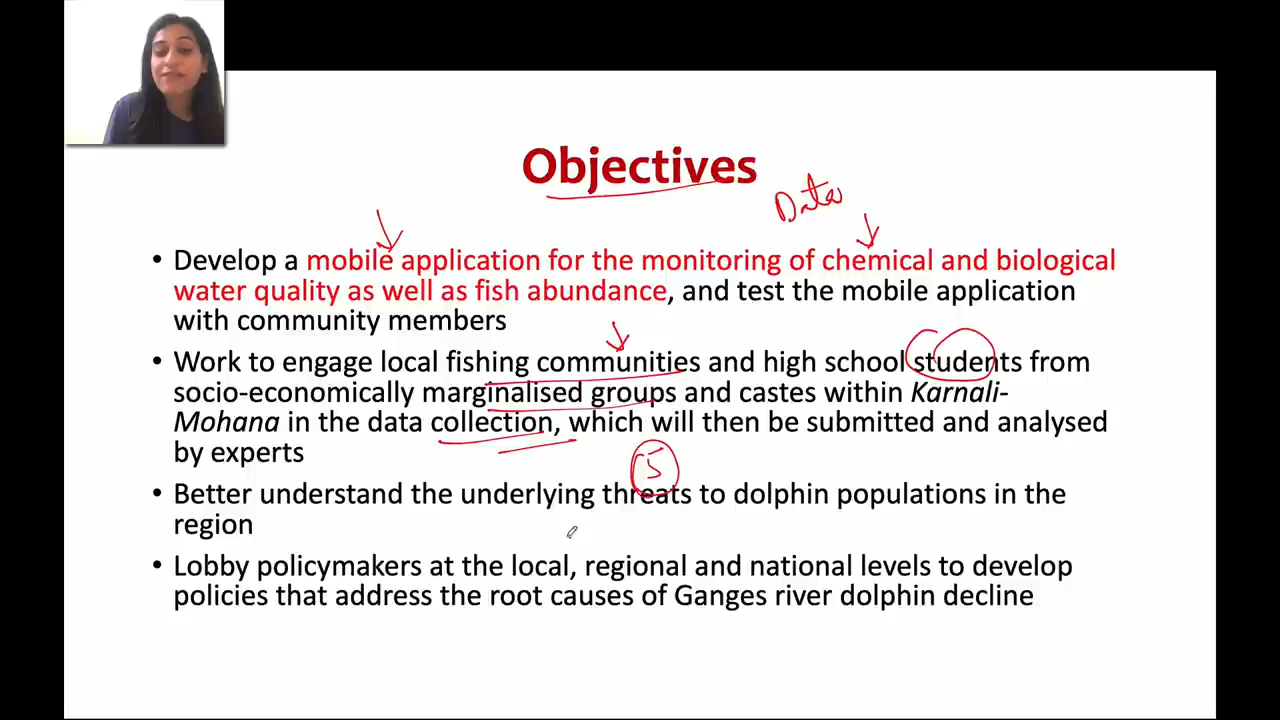 Objectives
Data
• Develop a mobile application for the monitoring of chemical and biological
water quality as well as fish abundance, and test the mobile application
with community members
• Work to engage local fishing communities and high school students from
socio-economically marginalised groups and castes within Karnali-
Mohana in the data collection, which will then be submitted and analysed
by experts
5
• Better understand the underlying threats to dolphin populations in the
region
• Lobby policymakers at the local, regional and national levels to develop
policies that address the root causes of Ganges river dolphin decline